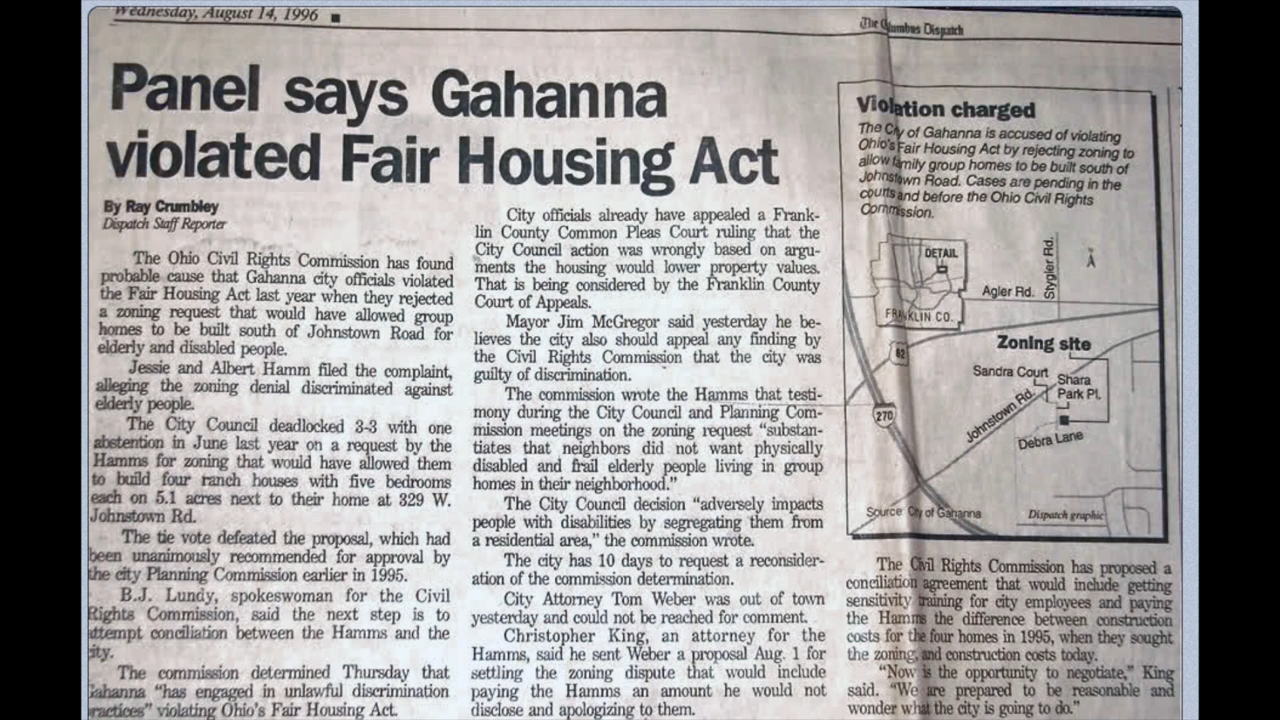 Wednesday, August 14, 1996
The Columbus Dispatch
Panel says Gahanna
violated Fair Housing Act
By Ray Crumbley
Dispatch Staff Reporter
The Ohio Civil Rights Commission has found
probable cause that Gahanna city officials violated
the Fair Housing Act last year when they rejected
a zoning request that would have allowed group
homes to be built south of Johnstown Road for
elderly and disabled people.
Jessie and Albert Hamm filed the complaint,
alleging the zoning denial discriminated against
elderly people.
The City Council deadlocked 3-3 with one
abstention in June last year on a request by the
Hamms for zoning that would have allowed them
to build four ranch houses with five bedrooms
each on 5.1 acres next to their home at 329 W.
Johnstown Rd.
The tie vote defeated the proposal, which had
been unanimously recommended for approval by
the city Planning Commission earlier in 1995.
B.J. Lundy, spokeswoman for the Civil
Rights Commission, said the next step is to
attempt conciliation between the Hamms and the
city.
The commission determined Thursday that
Gahanna "has engaged in unlawful discrimination
practices" violating Ohio's Fair Housing Act.
City officials already have appealed a Frank-
lin County Common Pleas Court ruling that the
City Council action was wrongly based on argu-
ments the housing would lower property values.
That is being considered by the Franklin County
Court of Appeals.
Mayor Jim McGregor said yesterday he be-
lieves the city also should appeal any finding by
the Civil Rights Commission that the city was
guilty of discrimination.
The commission wrote the Hamms that testi-
mony during the City Council and Planning Com-
mission meetings on the zoning request "substan-
tiates that neighbors did not want physically
disabled and frail elderly people living in group
homes in their neighborhood."
The City Council decision "adversely impacts
people with disabilities by segregating them from
a residential area," the commission wrote.
The city has 10 days to request a reconsider-
ation of the commission determination.
City Attorney Tom Weber was out of town
yesterday and could not be reached for comment.
Christopher King, an attorney for the
Hamms, said he sent Weber a proposal Aug. 1 for
settling the zoning dispute that would include
paying the Hamms an amount he would not
disclose and apologizing to them.
Violation charged
The City of Gahanna is accused of violating
Ohio's Fair Housing Act by rejecting zoning to
allow family group homes to be built south of
Johnstown Road. Cases are pending in the
courts and before the Ohio Civil Rights
Commission.
DETAIL
FRANKLIN CO.
Stygler Rd.
N
Agler Rd.
62
Zoning site
Sandra Court
Shara
Park Pl.
Johnstown Rd.
270
Debra Lane
Source: City of Gahanna
Dispatch graphic
The Civil Rights Commission has proposed a
conciliation agreement that would include getting
sensitivity training for city employees and paying
the Hamms the difference between construction
costs for the four homes in 1995, when they sought
the zoning, and construction costs today.
"Now is the opportunity to negotiate," King
said. "We are prepared to be reasonable and
wonder what the city is going to do."